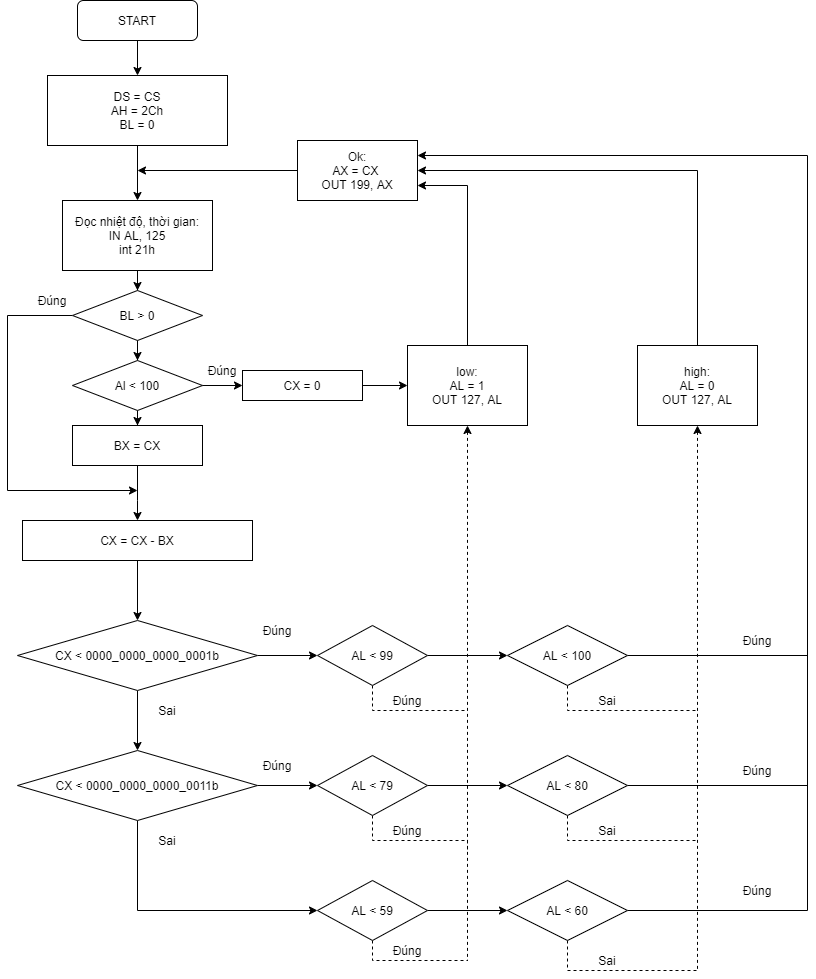 START
DS = CS
AH = 2Ch
BL = 0
Ok:
AX = CX
OUT 199, AX
Đọc nhiệt độ, thời gian:
IN AL, 125
int 21h
Đúng
BL > 0
Al < 100
Đúng
CX = 0
low:
AL = 1
OUT 127, AL
high:
AL = 0
OUT 127, AL
BX = CX
CX = CX - BX
CX < 0000_0000_0000_0001b
Đúng
AL < 99
AL < 100
Đúng
Đúng
Sai
Sai
CX < 0000_0000_0000_0011b
Đúng
AL < 79
AL < 80
Đúng
Đúng
Sai
Sai
AL < 59
AL < 60
Đúng
Đúng
Sai